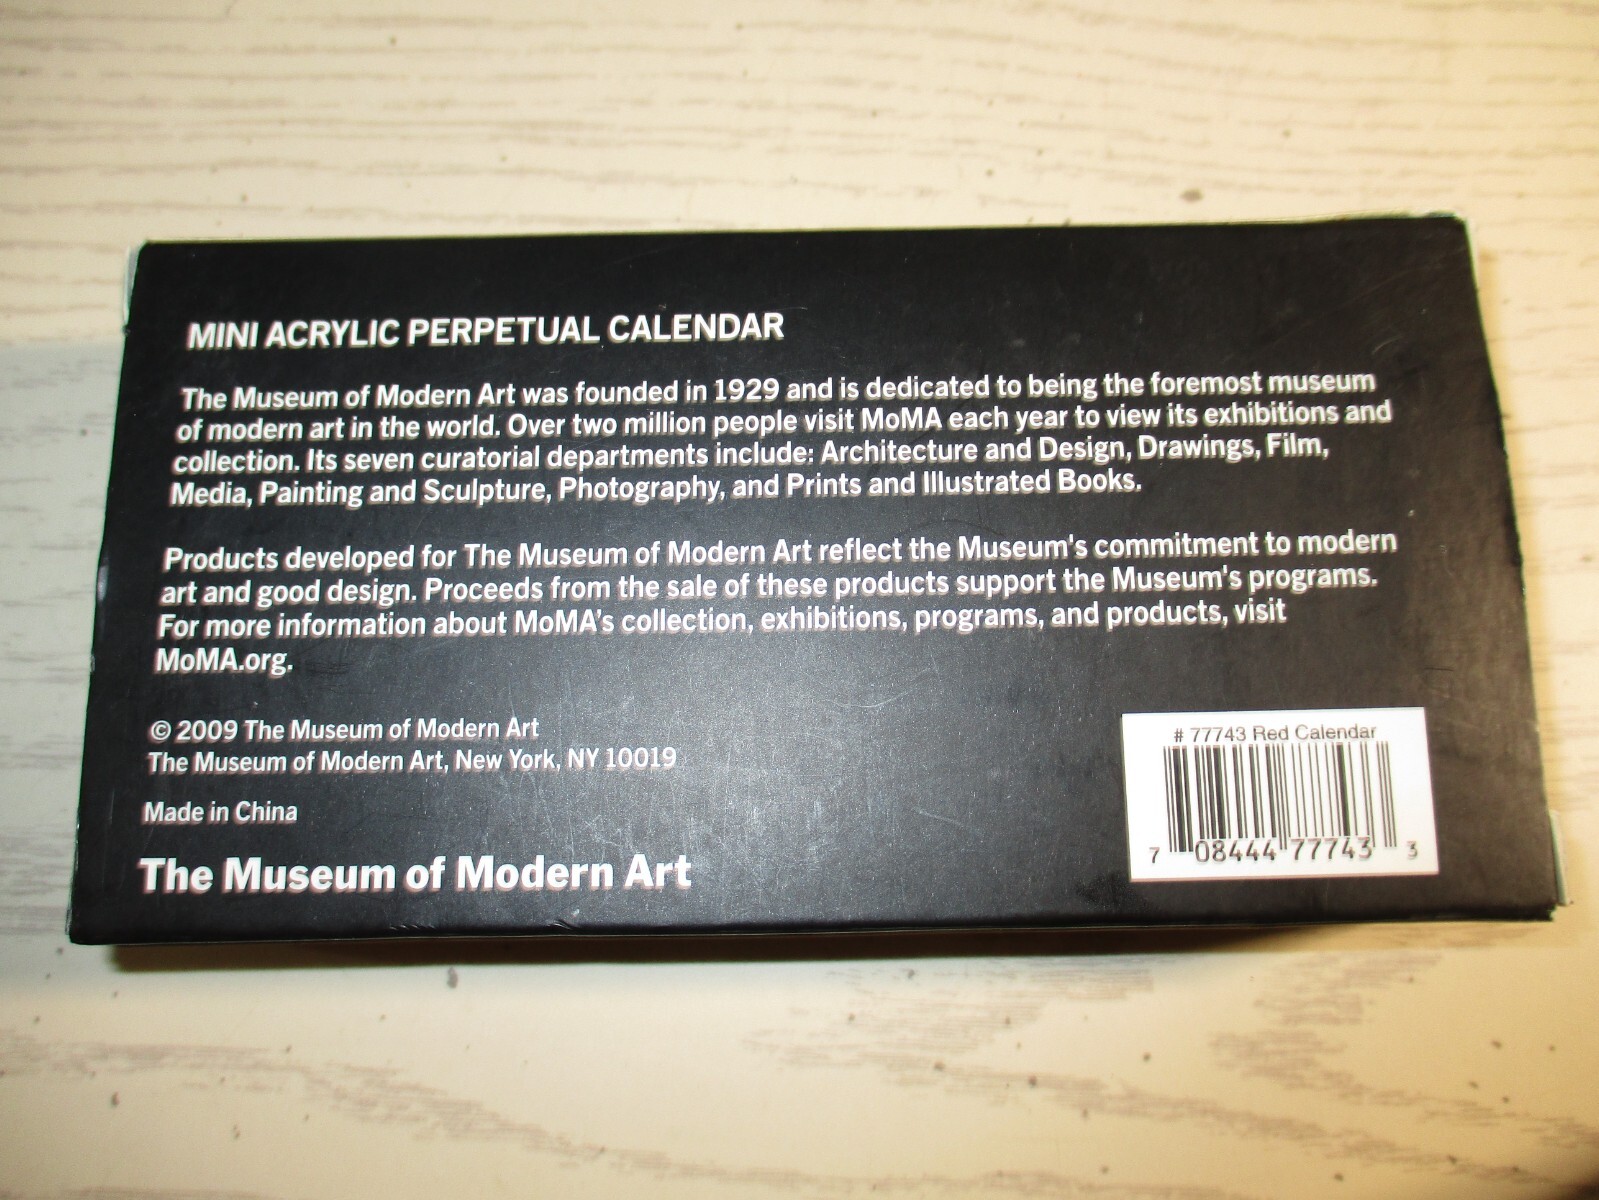 MINI ACRYLIC PERPETUAL CALENDAR
The Museum of Modern Art was founded in 1929 and is dedicated to being the foremost museum
of modern art in the world. Over two million people visit MoMA each year to view its exhibitions and
collection. Its seven curatorial departments include: Architecture and Design, Drawings, Film,
Media, Painting and Sculpture, Photography, and Prints and Illustrated Books.
Products developed for The Museum of Modern Art reflect the Museum's commitment to modern
art and good design. Proceeds from the sale of these products support the Museum's programs.
For more information about MoMA's collection, exhibitions, programs, and products, visit
MoMA.org.
© 2009 The Museum of Modern Art
The Museum of Modern Art, New York, NY 10019
Made in China
The Museum of Modern Art
# 77743 Red Calendar
7 08444 77743 3